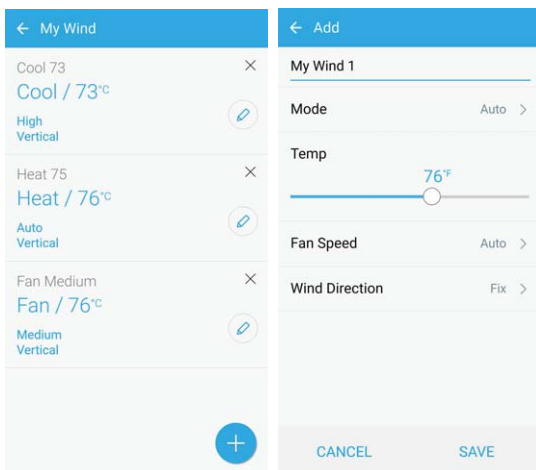 My Wind
Cool 73
Cool / 73°C
High
Vertical
Heat 75
Heat / 76°C
Auto
Vertical
Fan Medium
Fan / 76°C
Medium
Vertical
Add
My Wind 1
Mode Auto
Temp
76°F
Fan Speed Auto
Wind Direction Fix
CANCEL SAVE